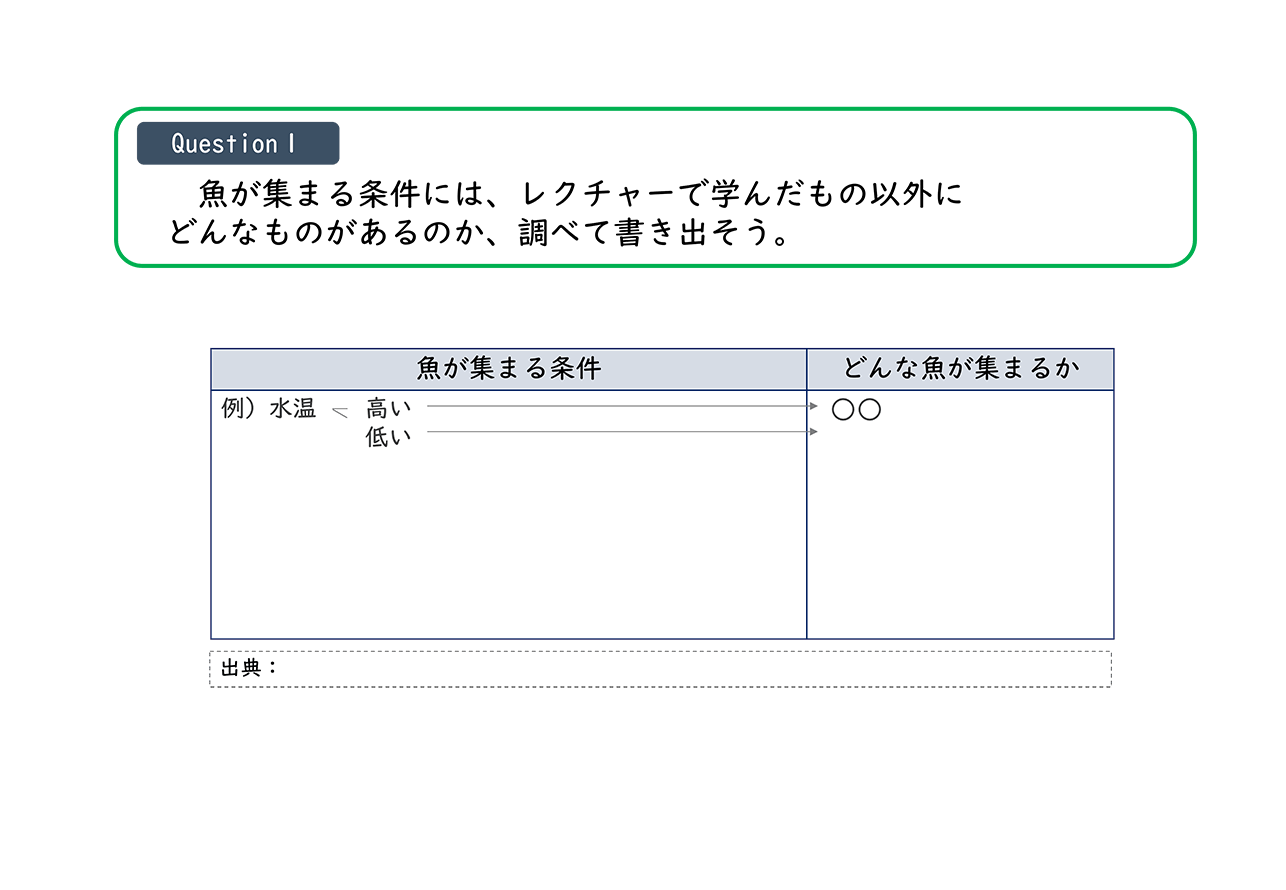 Question1
魚が集まる条件には、レクチャーで学んだもの以外に
どんなものがあるのか、調べて書き出そう。
魚が集まる条件 どんな魚が集まるか
例）水温 高い 〇〇
低い
出典：